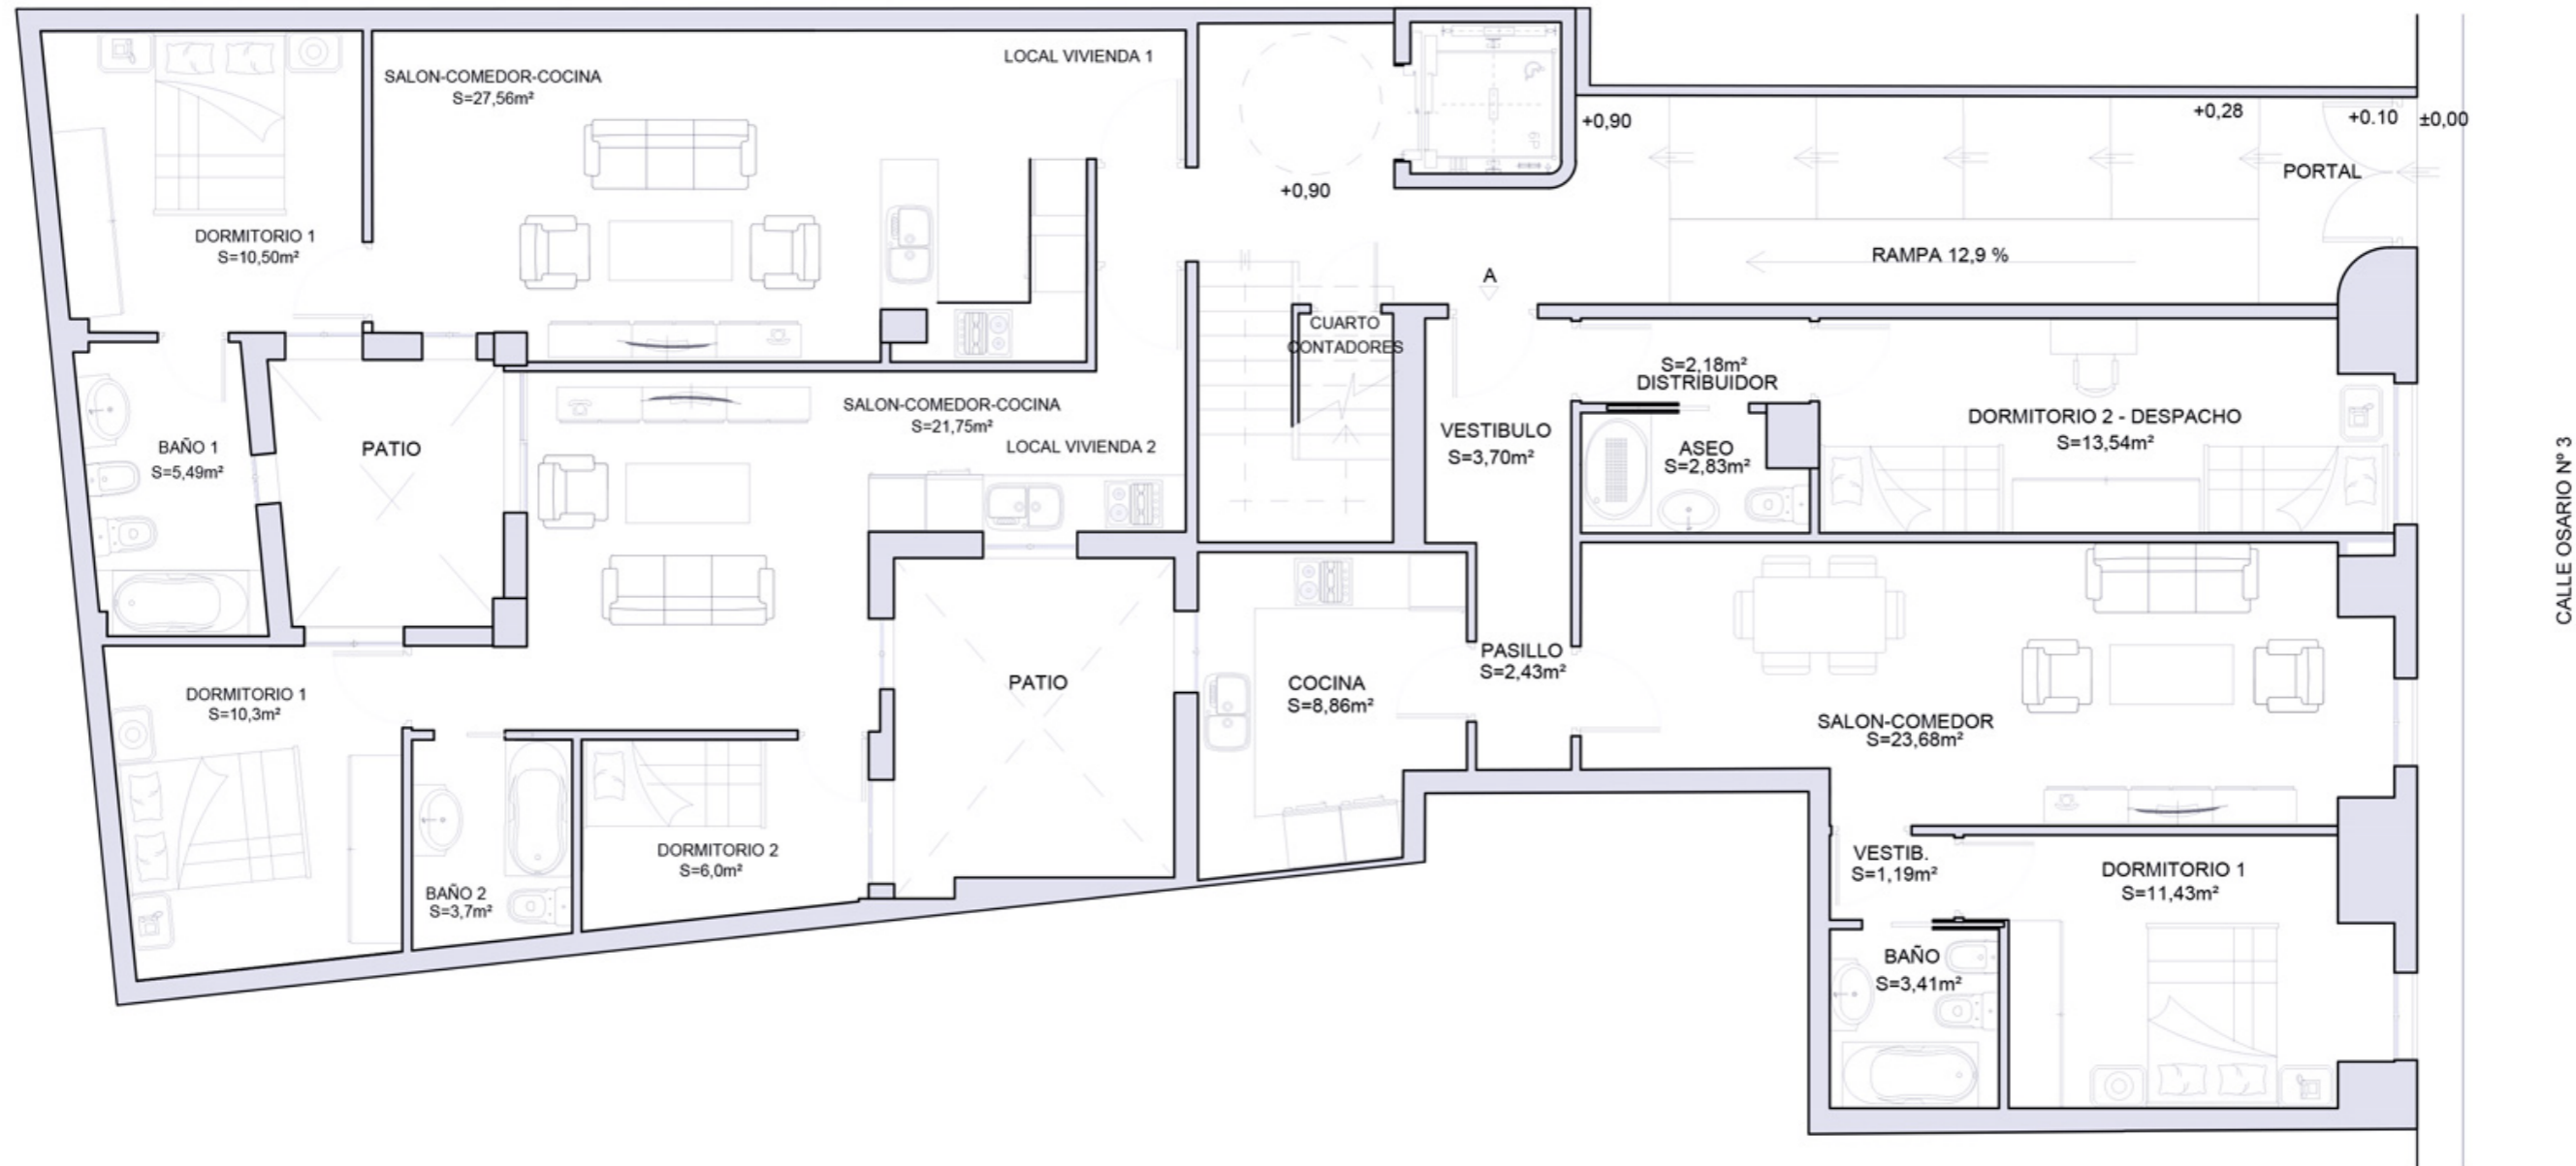 LOCAL VIVIENDA 1
SALON-COMEDOR-COCINA
S=27,56m²
DORMITORIO 1
S=10,50m²
+0,90
+0,90
+0,28
+0.10
±0,00
PORTAL
RAMPA 12,9 %
A
CUARTO
CONTADORES
BAÑO 1
S=5,49m²
PATIO
SALON-COMEDOR-COCINA
S=21,75m²
LOCAL VIVIENDA 2
VESTIBULO
S=3,70m²
S=2,18m²
DISTRIBUIDOR
ASEO
S=2,83m²
DORMITORIO 2 - DESPACHO
S=13,54m²
CALLE OSARIO Nº 3
DORMITORIO 1
S=10,3m²
PATIO
COCINA
S=8,86m²
PASILLO
S=2,43m²
SALON-COMEDOR
S=23,68m²
BAÑO 2
S=3,7m²
DORMITORIO 2
S=6,0m²
VESTIB.
S=1,19m²
DORMITORIO 1
S=11,43m²
BAÑO
S=3,41m²